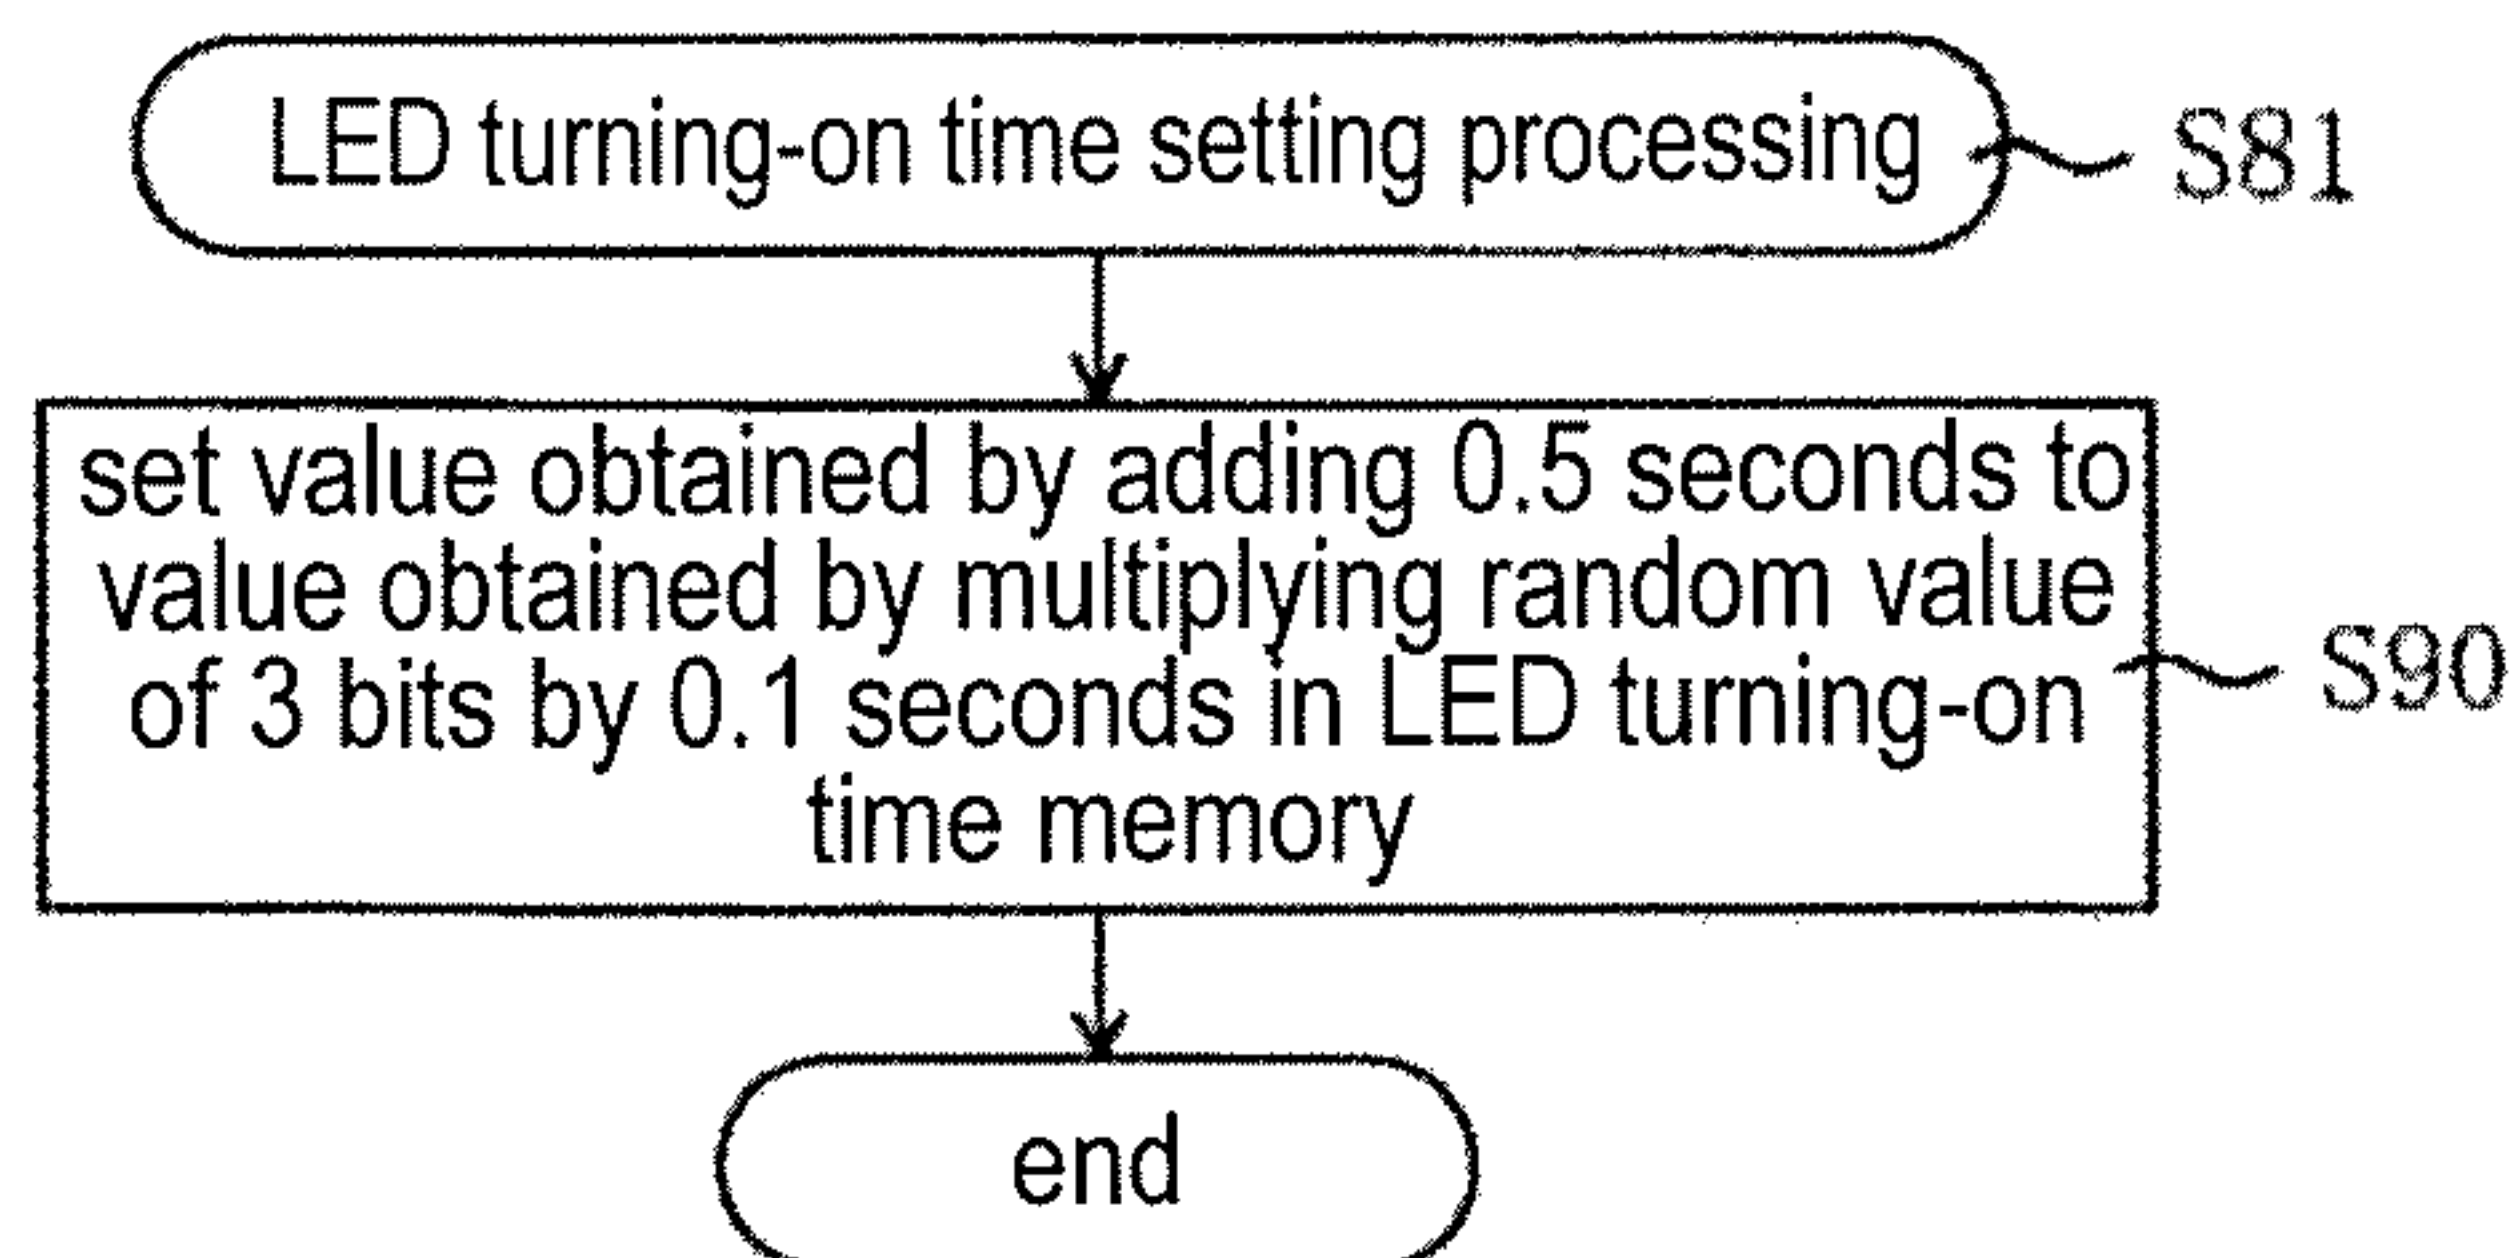 LED turning-on time setting processing
S81
set value obtained by adding 0.5 seconds to
value obtained by multiplying random value
of 3 bits by 0.1 seconds in LED turning-on
time memory
S90
end